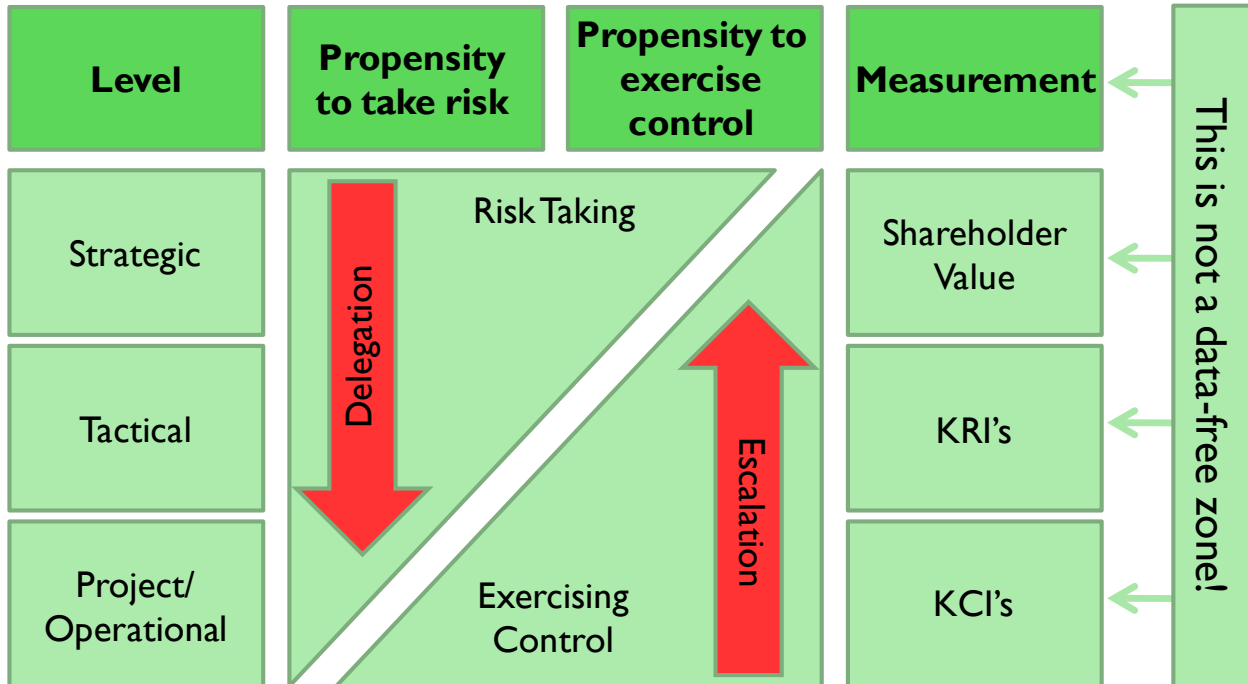 Level
Propensity
to take risk
Propensity to
exercise
control
Measurement
This is not a data-free zone!
Strategic
Risk Taking
Delegation
Shareholder
Value
Tactical
Escalation
KRI's
Project/
Operational
Exercising
Control
KCI's